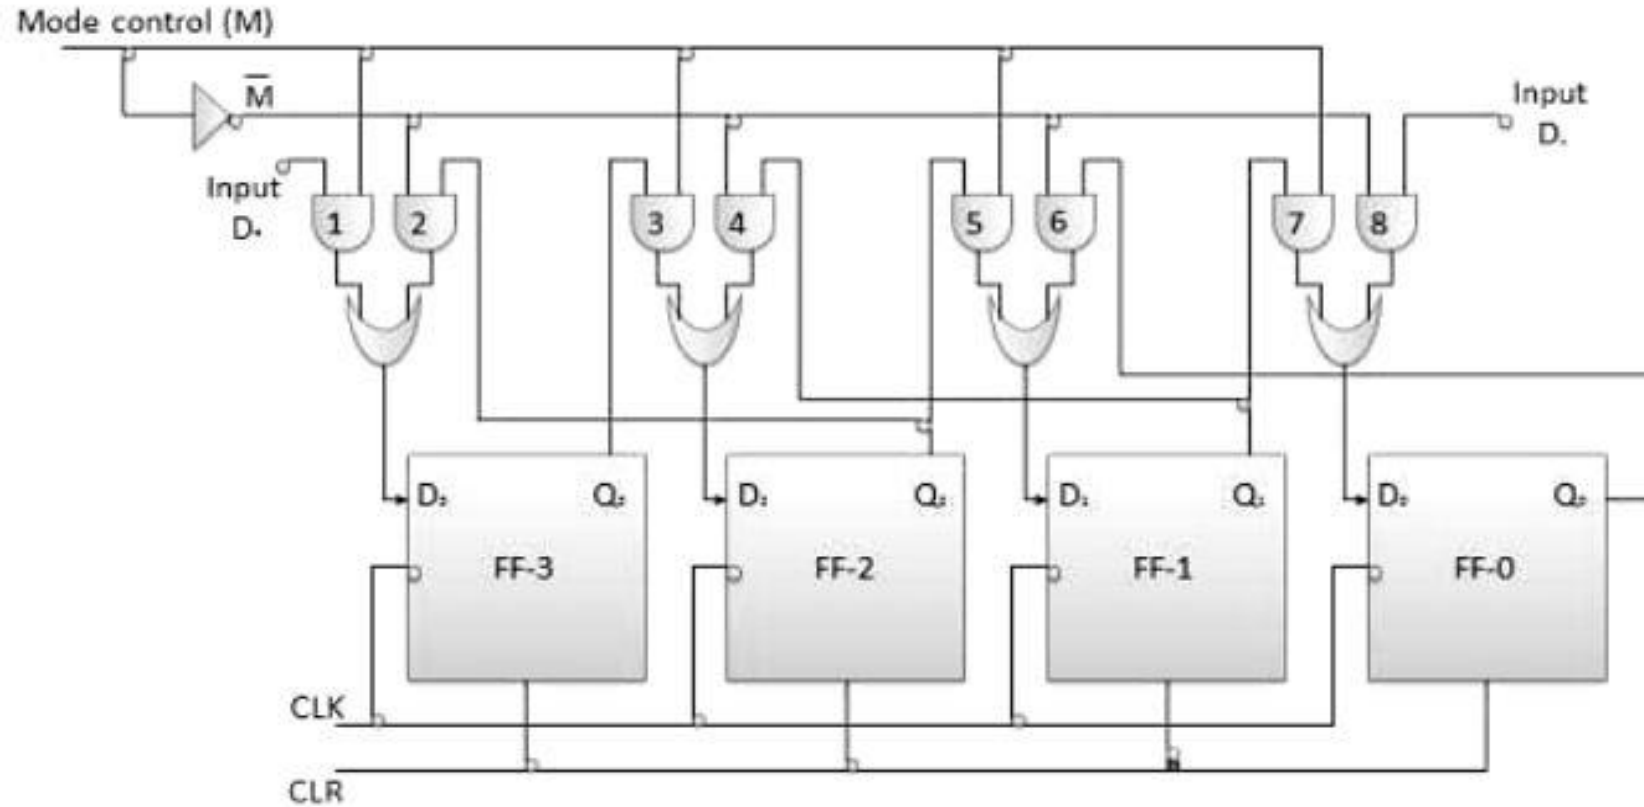 Mode control (M)
M̅
Input
D.
Input
D.
1 2 3 4 5 6 7 8
D Q D Q D Q D Q
FF-3 FF-2 FF-1 FF-0
CLK
CLR